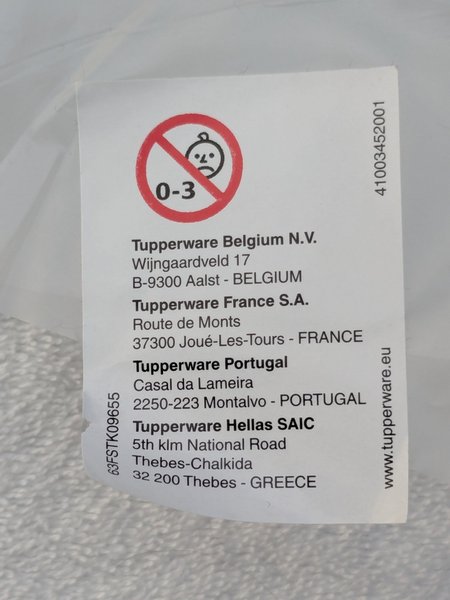 0-3
41003452001
Tupperware Belgium N.V.
Wijngaardveld 17
B-9300 Aalst - BELGIUM
Tupperware France S.A.
Route de Monts
37300 Joué-Les-Tours - FRANCE
Tupperware Portugal
Casal da Lameira
2250-223 Montalvo - PORTUGAL
Tupperware Hellas SAIC
5th klm National Road
Thebes-Chalkida
32 200 Thebes - GREECE
63FSTK09655
www.tupperware.eu